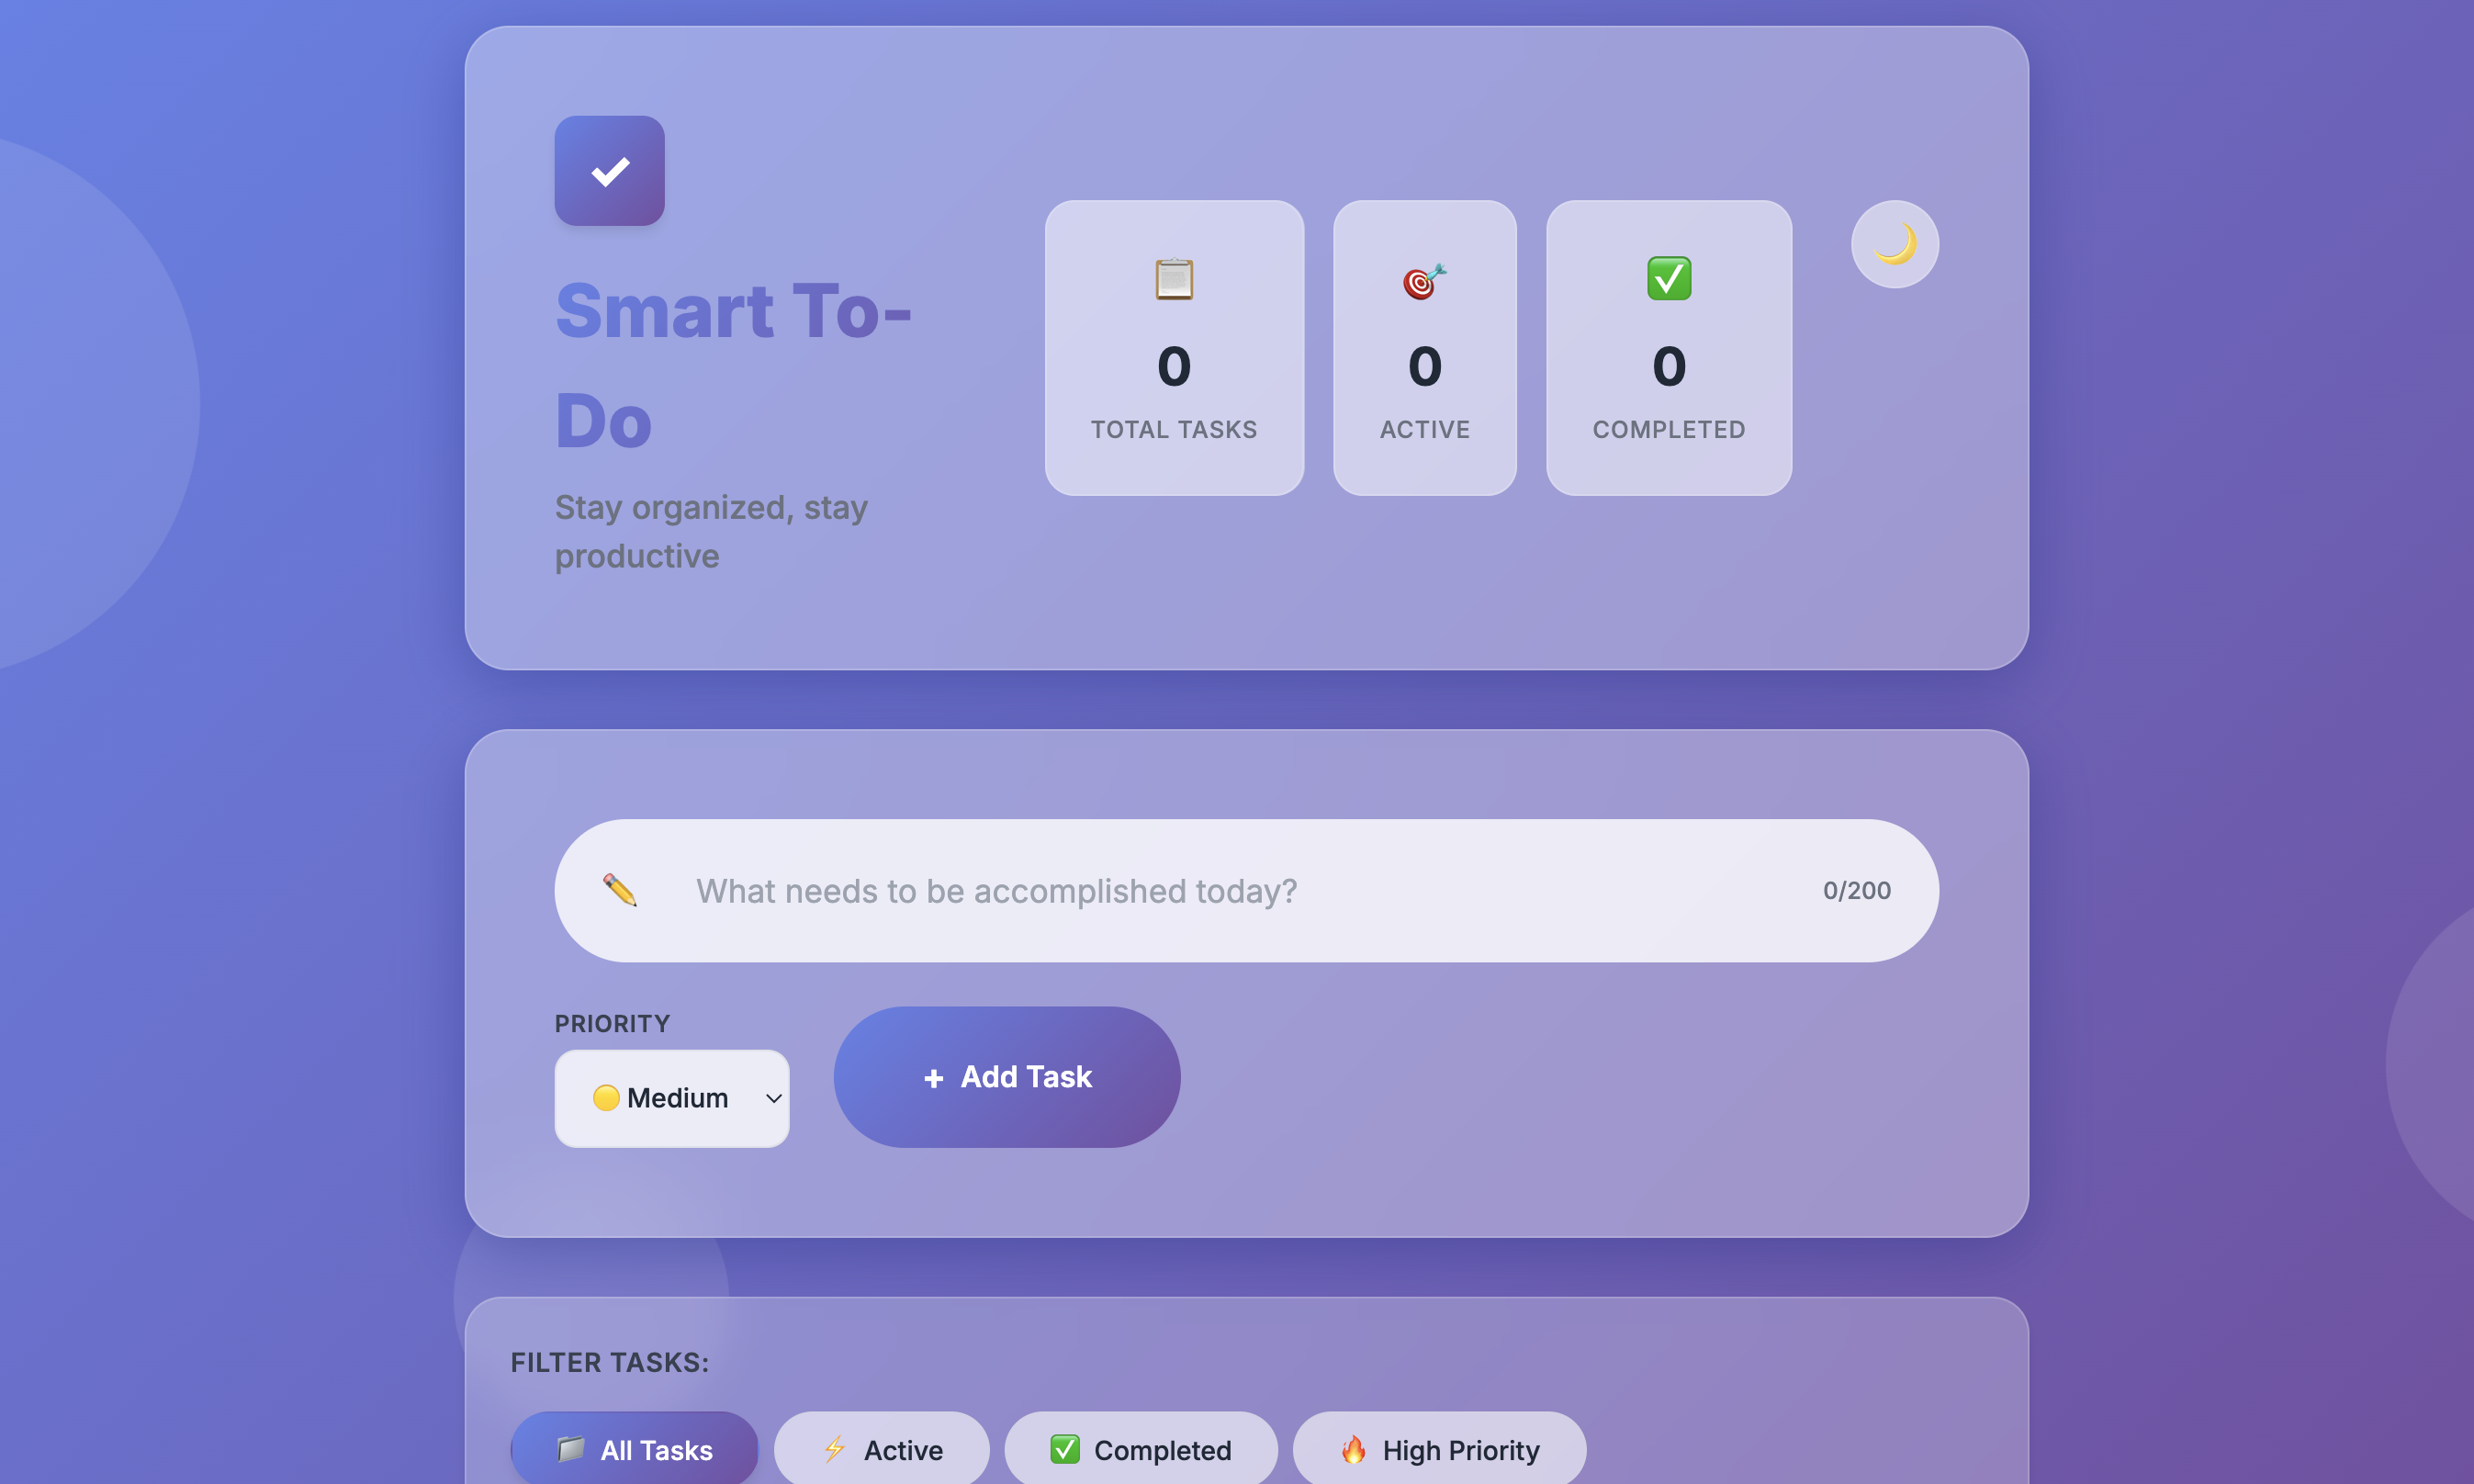 Smart To-
Do
Stay organized, stay
productive
0
TOTAL TASKS
0
ACTIVE
0
COMPLETED
What needs to be accomplished today?
0/200
PRIORITY
Medium
+ Add Task
FILTER TASKS:
All Tasks
Active
Completed
High Priority